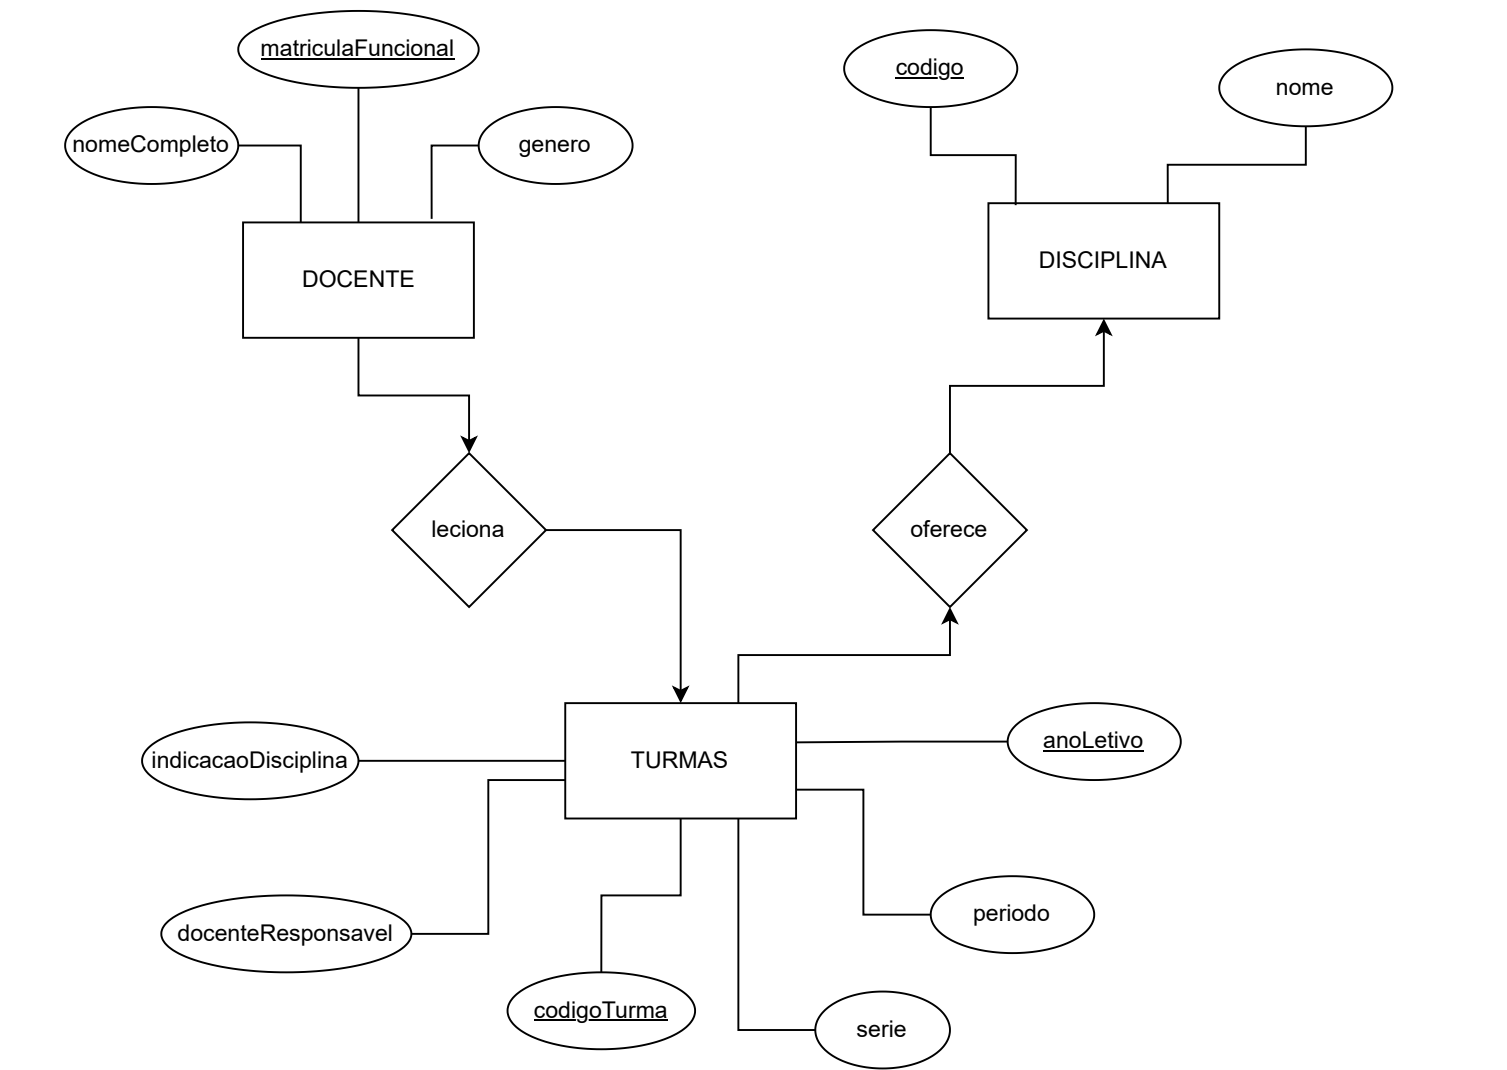 matriculaFuncional
codigo
nome
nomeCompleto
genero
DOCENTE
DISCIPLINA
leciona
oferece
indicacaoDisciplina
TURMAS
anoLetivo
docenteResponsavel
periodo
codigoTurma
serie